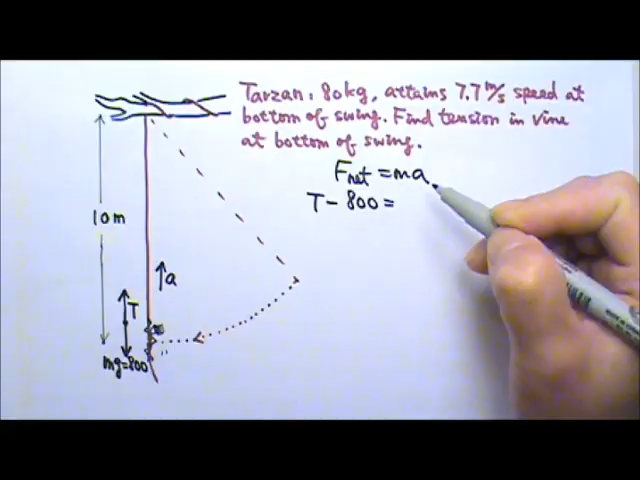 Tarzan: 80kg, attains 7.7 m/s speed at
bottom of swing. Find tension in vine
at bottom of swing.
Fnet = ma
T - 800 =
10m
a
T
mg=800